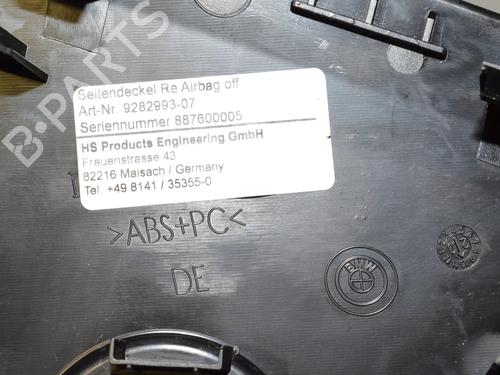 Seitendeckel Re Airbag off
Art-Nr. 9282993-07
Seriennummer 887600005
HS Products Engineering GmbH
Frauenstrasse 43
82216 Maisach / Germany
Tel. +49 8141 / 35355-0
>ABS+PC<
DE
BMW
B-PARTS